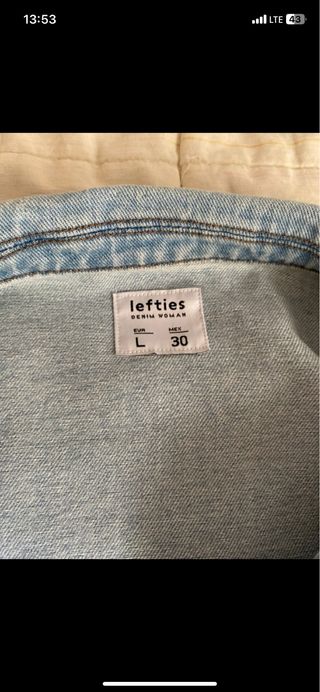 13:53
LTE 43
lefties
DENIM WOMAN
EUR MEX
L 30